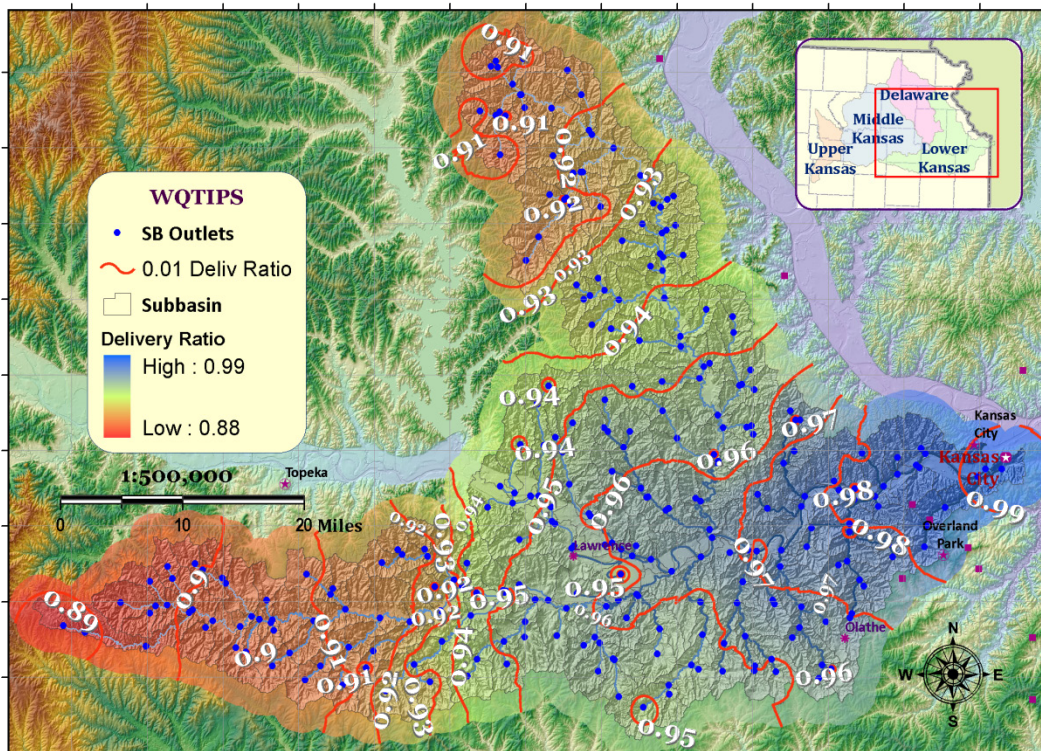 WQTIPS
SB Outlets
0.01 Deliv Ratio
Subbasin
Delivery Ratio
High : 0.99
Low : 0.88
1:500,000
0
10
20
Miles
Delaware
Middle
Kansas
Upper
Kansas
Lower
Kansas
Topeka
Lawrense
Kansas
City
Kansass
City
Overland
Park
Olathe
N
W
E
S
0.91
0.91
0.91
0.92
0.92
0.93
0.93
0.93
0.94
0.94
0.94
0.97
0.96
0.98
0.98
0.99
0.95
0.96
0.94
0.92
0.93
0.97
0.97
0.95
0.96
0.95
0.92
0.92
0.94
0.89
0.9
0.9
0.91
0.91
0.92
0.93
0.96
0.95